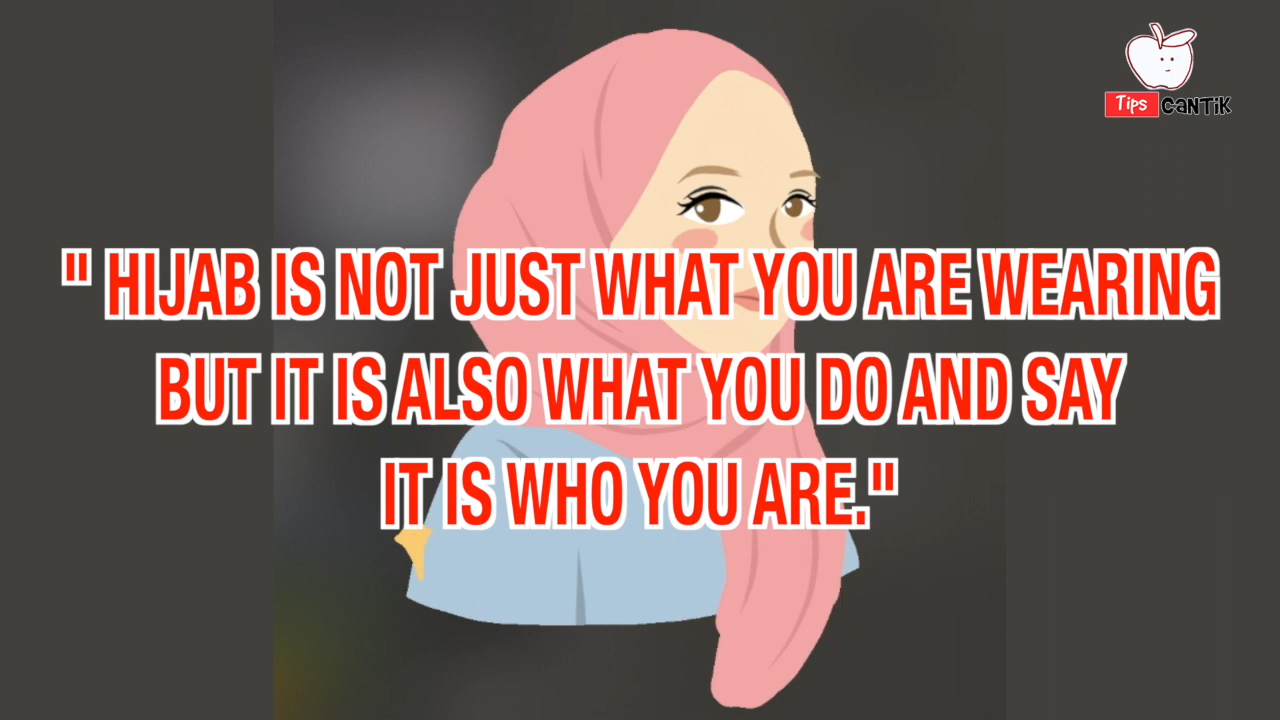 Tips CANTIK
" HIJAB IS NOT JUST WHAT YOU ARE WEARING
BUT IT IS ALSO WHAT YOU DO AND SAY
IT IS WHO YOU ARE."